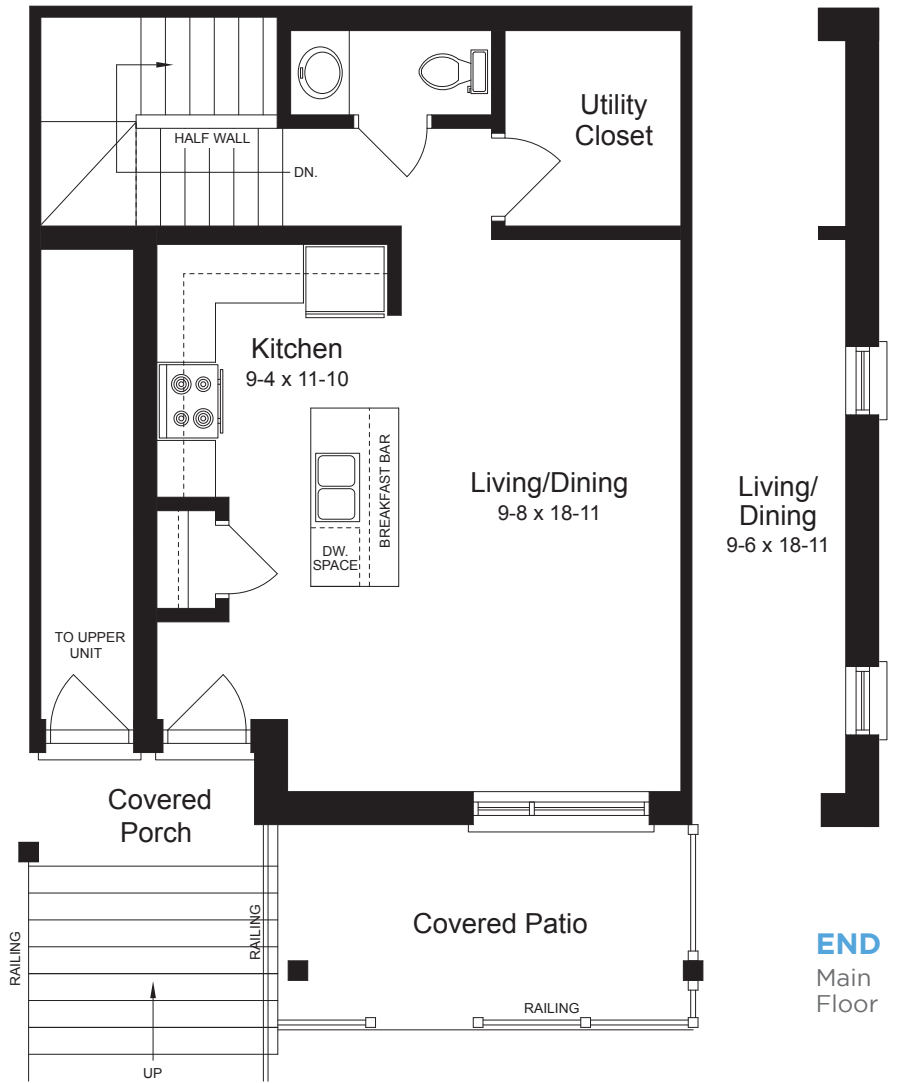 Utility
Closet
HALF WALL
DN.
Kitchen
9-4 x 11-10
BREAKFAST BAR
DW.
SPACE
Living/Dining
9-8 x 18-11
Living/
Dining
9-6 x 18-11
TO UPPER
UNIT
Covered
Porch
RAILING
RAILING
Covered Patio
RAILING
UP
END
Main
Floor